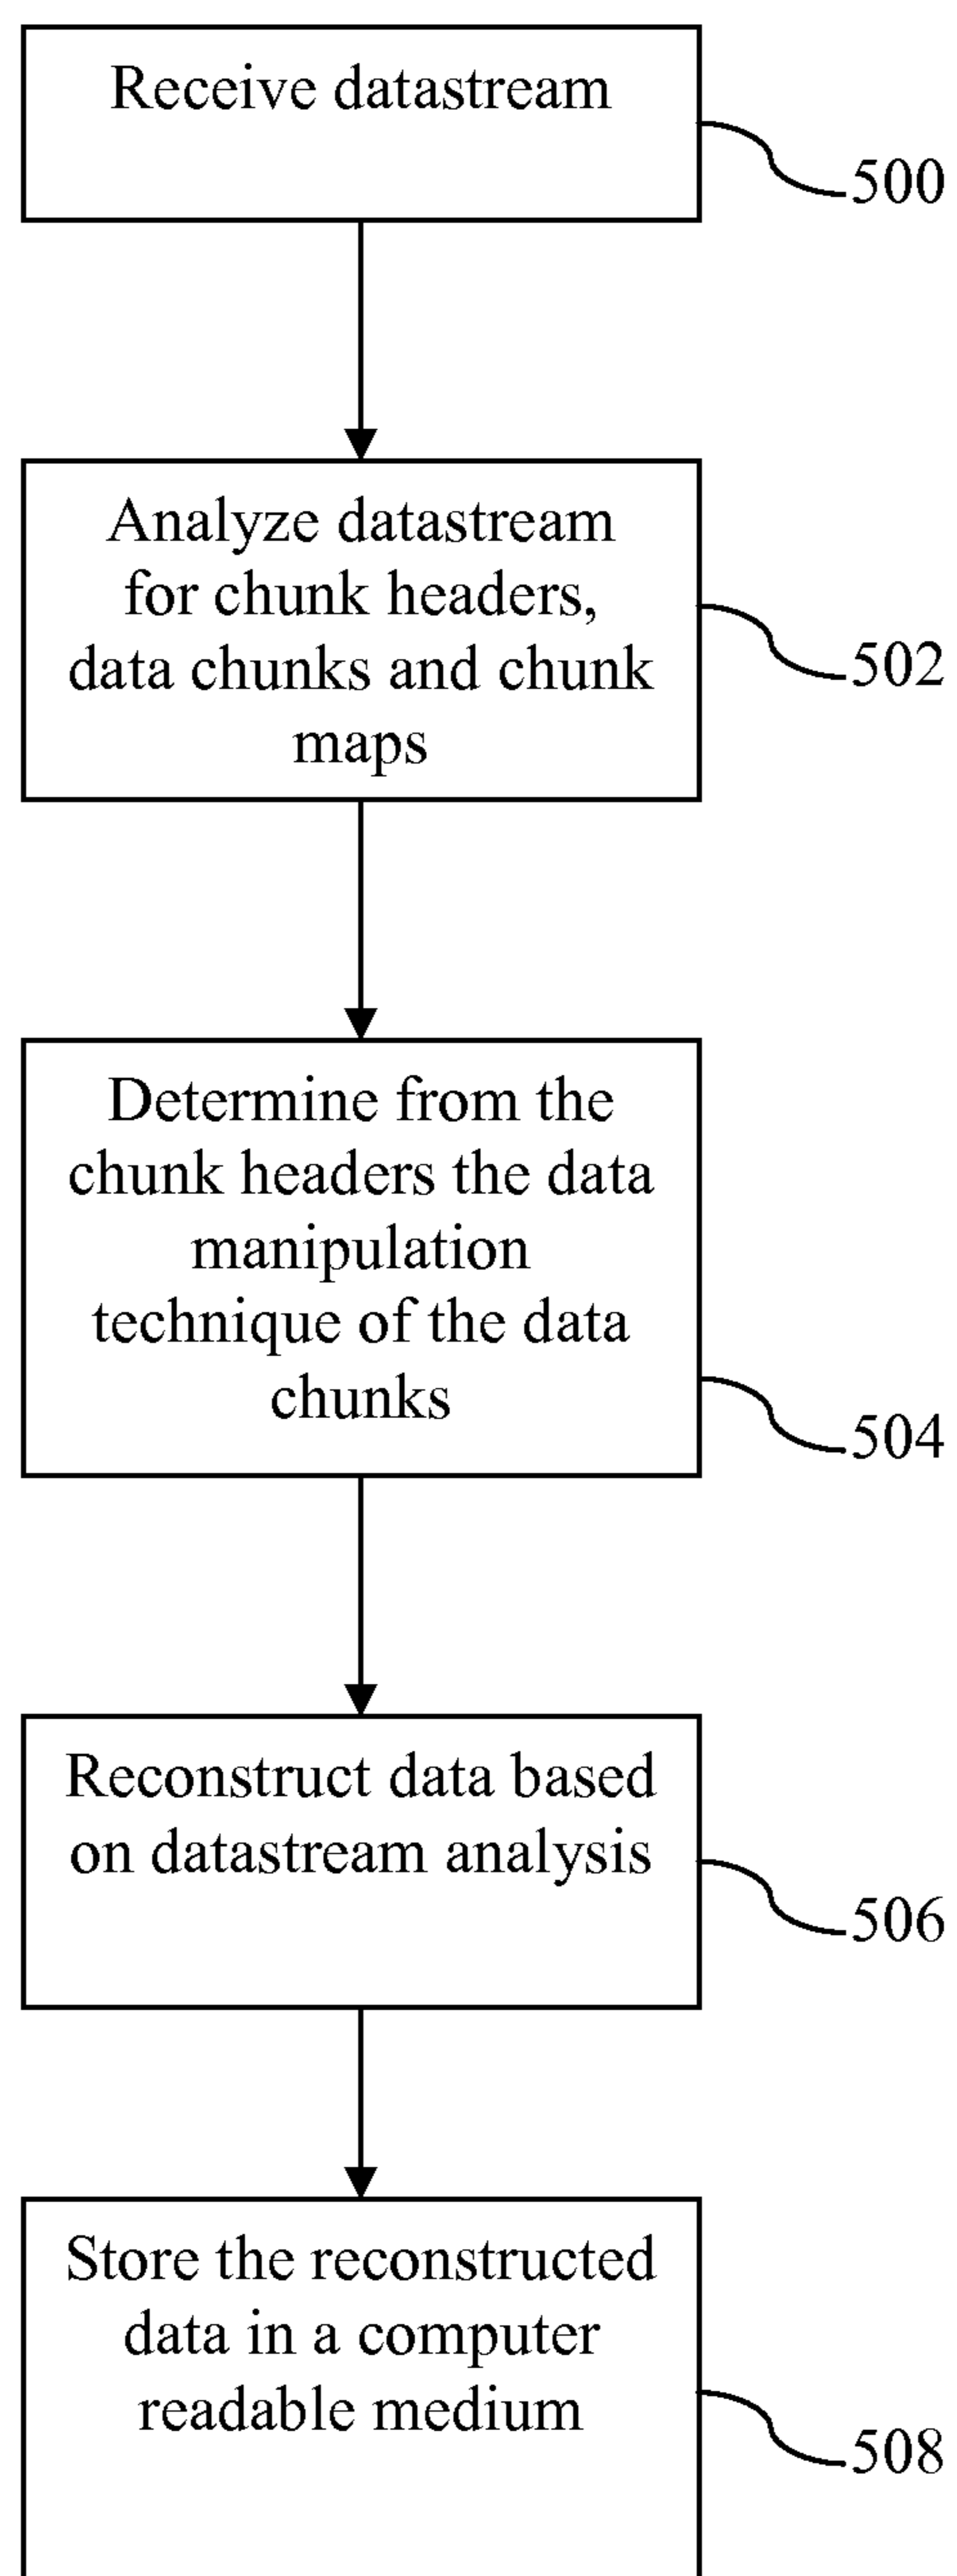 Receive datastream
500
Analyze datastream
for chunk headers,
data chunks and chunk
maps
502
Determine from the
chunk headers the data
manipulation
technique of the data
chunks
504
Reconstruct data based
on datastream analysis
506
Store the reconstructed
data in a computer
readable medium
508